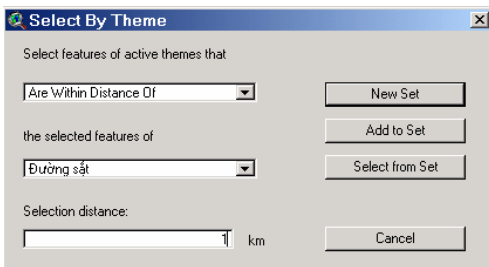 Select By Theme
Select features of active themes that
Are Within Distance Of
New Set
Add to Set
the selected features of
Đường sắt
Select from Set
Selection distance:
1 km
Cancel